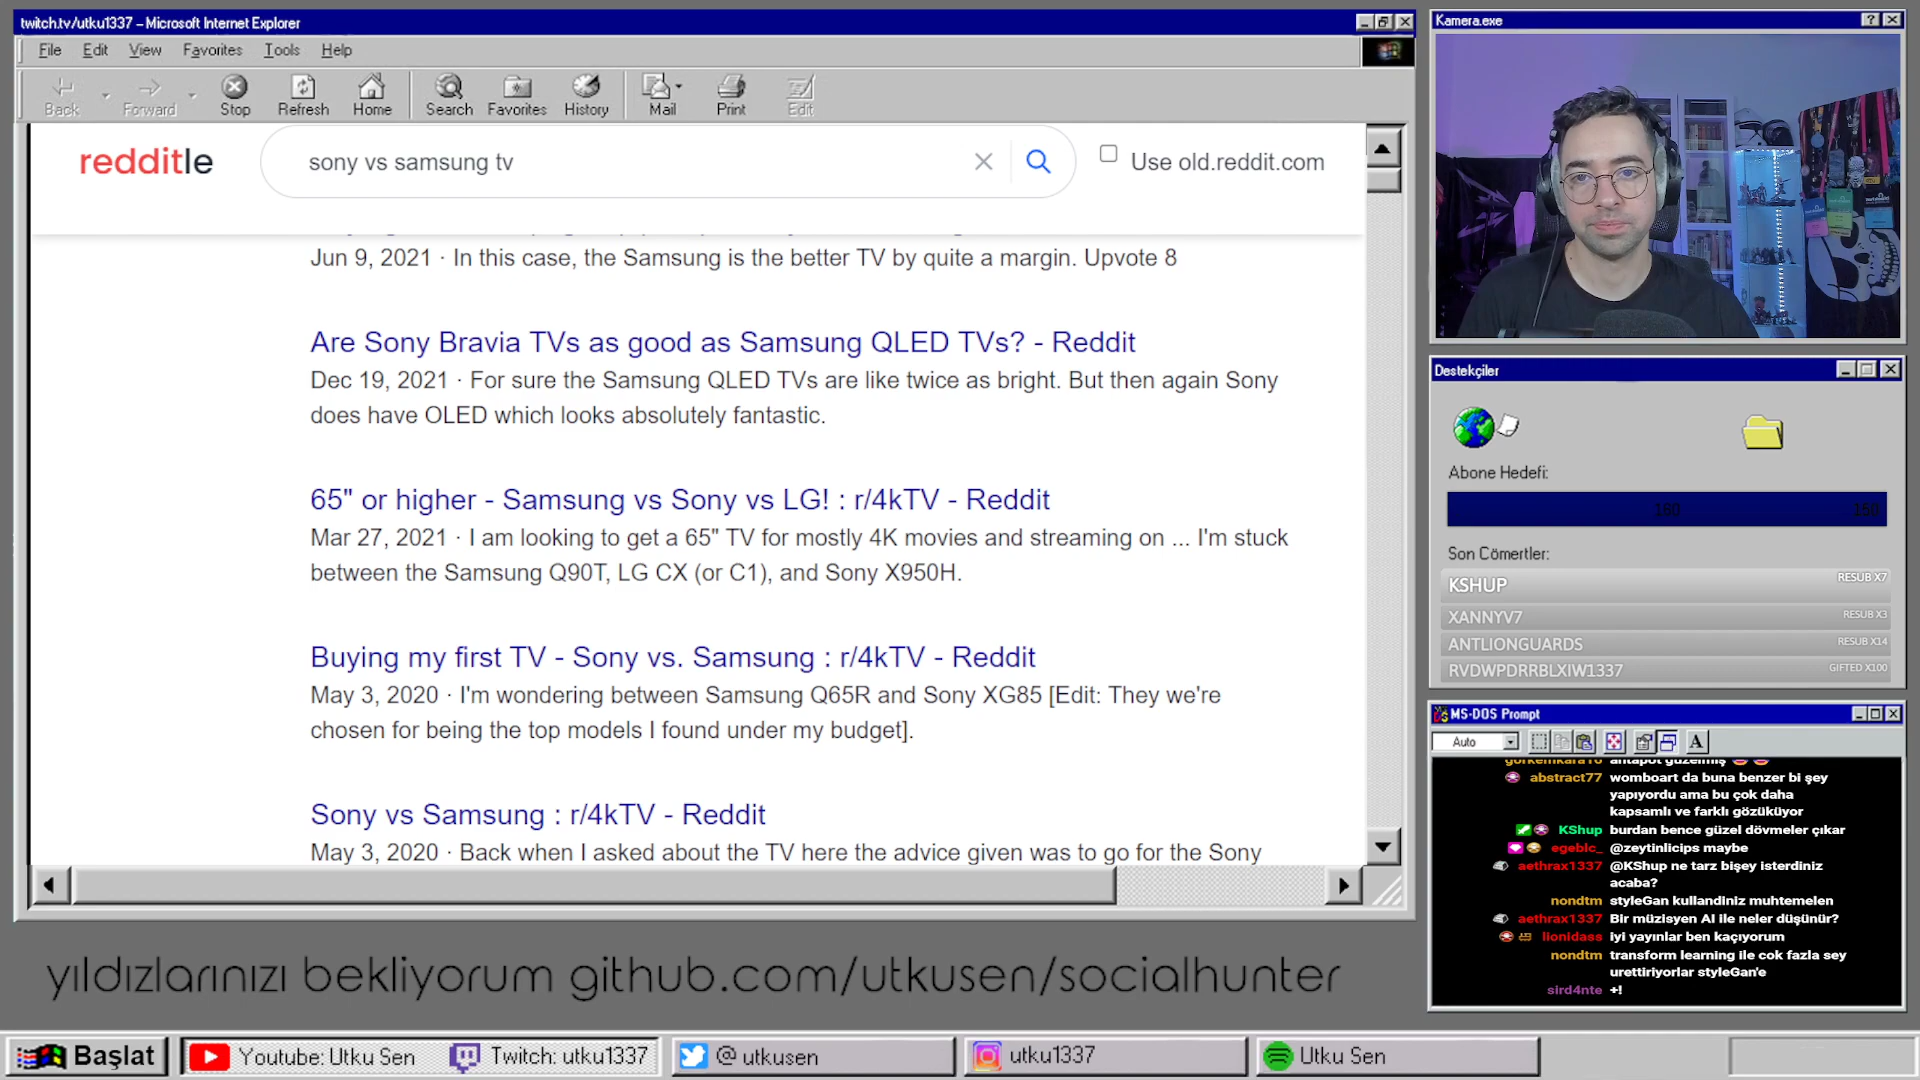 twitch.tv/utku1337 – Microsoft Internet Explorer
File Edit View Favorites Tools Help
Back Forward Stop Refresh Home Search Favorites History Mail Print Edit
redditle
sony vs samsung tv
Use old.reddit.com
Jun 9, 2021 · In this case, the Samsung is the better TV by quite a margin. Upvote 8
Are Sony Bravia TVs as good as Samsung QLED TVs? - Reddit
Dec 19, 2021 · For sure the Samsung QLED TVs are like twice as bright. But then again Sony
does have OLED which looks absolutely fantastic.
65" or higher - Samsung vs Sony vs LG! : r/4kTV - Reddit
Mar 27, 2021 · I am looking to get a 65" TV for mostly 4K movies and streaming on ... I'm stuck
between the Samsung Q90T, LG CX (or C1), and Sony X950H.
Buying my first TV - Sony vs. Samsung : r/4kTV - Reddit
May 3, 2020 · I'm wondering between Samsung Q65R and Sony XG85 [Edit: They we're
chosen for being the top models I found under my budget].
Sony vs Samsung : r/4kTV - Reddit
May 3, 2020 · Back when I asked about the TV here the advice given was to go for the Sony
Kamera.exe
Destekçiler
Abone Hedefi:
180 150
Son Cömertler:
KSHUP RESUB X7
XANNYV7 RESUB X3
ANTLIONGUARDS RESUB X14
RVDWPDRRBLXIW1337 GIFTED X100
MS-DOS Prompt
Auto
A
gorkemkara10 ahtapot güzelmiş
abstract77 womboart da buna benzer bi şey
yapıyordu ama bu çok daha
kapsamlı ve farklı gözüküyor
KShup burdan bence güzel dövmeler çıkar
egeblc_ @zeytinlicips maybe
aethrax1337 @KShup ne tarz bişey isterdiniz
acaba?
nondtm styleGan kullandiniz muhtemelen
aethrax1337 Bir müzisyen AI ile neler düşünür?
lionidass iyi yayınlar ben kaçıyorum
nondtm transform learning ile cok fazla sey
urettiriyorlar styleGan'e
sird4nte +!
yıldızlarınızı bekliyorum github.com/utkusen/socialhunter
Başlat
Youtube: Utku Sen
Twitch: utku1337
@utkusen
utku1337
Utku Sen